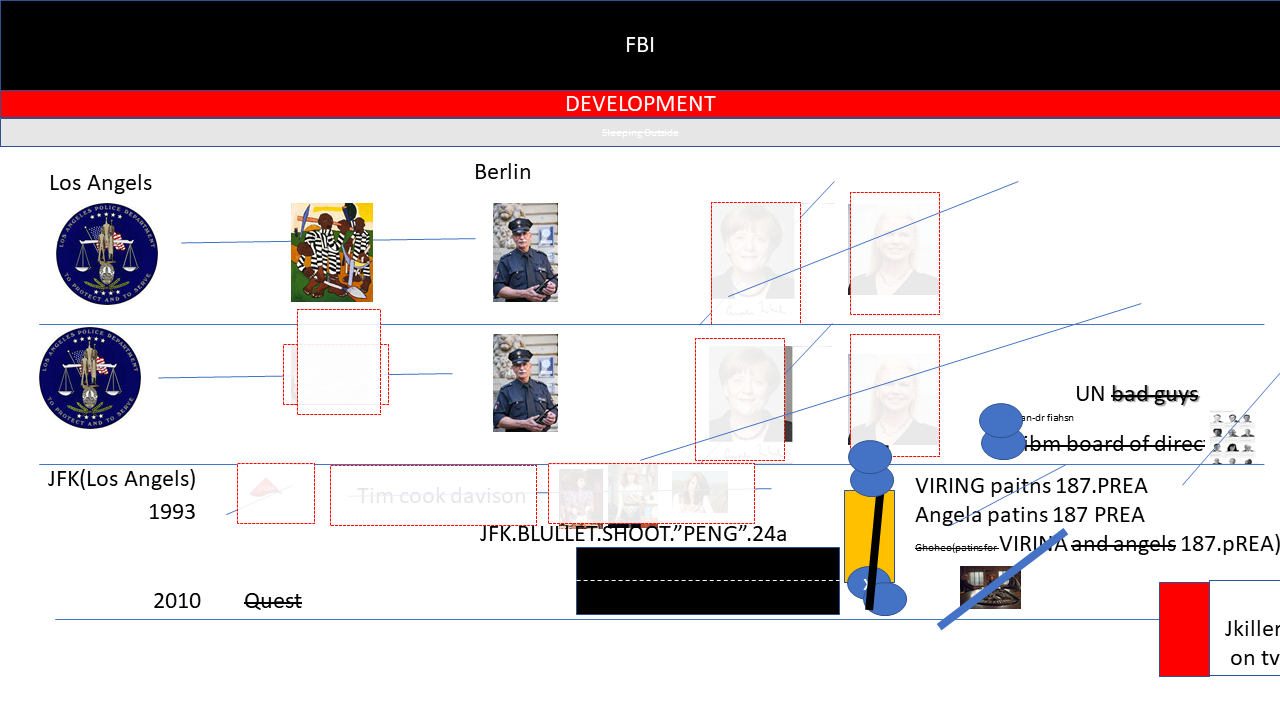 FBI
DEVELOPMENT
Sleeping Outside
Los Angels
Berlin
LOS ANGELES POLICE DEPARTMENT
TO PROTECT AND TO SERVE
LOS ANGELES POLICE DEPARTMENT
TO PROTECT AND TO SERVE
UN bad guys
an-dr fiahsn
ibm board of direc
JFK(Los Angels)
1993
Tim cook davison
VIRING paitns 187.PREA
Angela patins 187 PREA
JFK.BLULLET.SHOOT.”PENG”.24a
Ghoheo(patinsfor VIRINA and angels 187.pREA)
2010 Quest
Jkiller
on tv